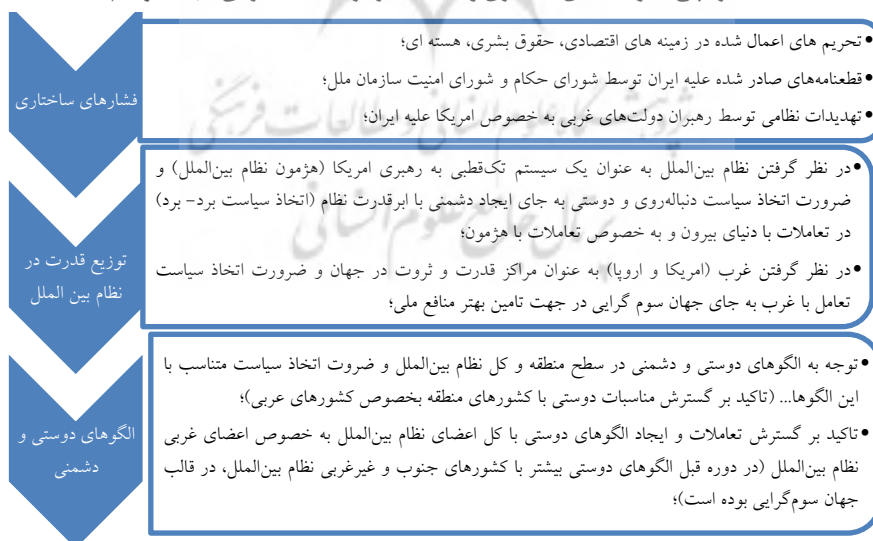 فشارهای ساختاری
•تحریم های اعمال شده در زمینه های اقتصادی، حقوق بشری، هسته ای؛
•قطعنامه‌های صادر شده علیه ایران توسط شورای حکام و شورای امنیت سازمان ملل؛
•تهدیدات نظامی توسط رهبران دولت‌های غربی به خصوص امریکا علیه ایران؛
پژوهشگاه علوم انسانی و مطالعات فرهنگی
پرتال جامع علوم انسانی
توزیع قدرت در
نظام بین الملل
•در نظر گرفتن نظام بین‌الملل به عنوان یک سیستم تک‌قطبی به رهبری امریکا (هژمون نظام بین‌الملل) و
ضرورت اتخاذ سیاست دنباله‌روی و دوستی به جای ایجاد دشمنی با ابرقدرت نظام (اتخاذ سیاست برد- برد)
در تعاملات با دنیای بیرون و به خصوص تعاملات با هژمون؛
•در نظر گرفتن غرب (امریکا و اروپا) به عنوان مراکز قدرت و ثروت در جهان و ضرورت اتخاذ سیاست
تعامل با غرب به جای جهان سوم گرایی در جهت تامین بهتر منافع ملی؛
الگوهای دوستی و
دشمنی
•توجه به الگوهای دوستی و دشمنی در سطح منطقه و کل نظام بین‌الملل و ضروت اتخاذ سیاست متناسب با
این الگوها... (تاکید بر گسترش مناسبات دوستی با کشورهای منطقه بخصوص کشورهای عربی)؛
•تاکید بر گسترش تعاملات و ایجاد الگوهای دوستی با کل اعضای نظام بین‌الملل به خصوص اعضای غربی
نظام بین‌الملل (در دوره قبل الگوهای دوستی بیشتر با کشورهای جنوب و غیرغربی نظام بین‌الملل، در قالب
جهان سوم‌گرایی بوده است)؛